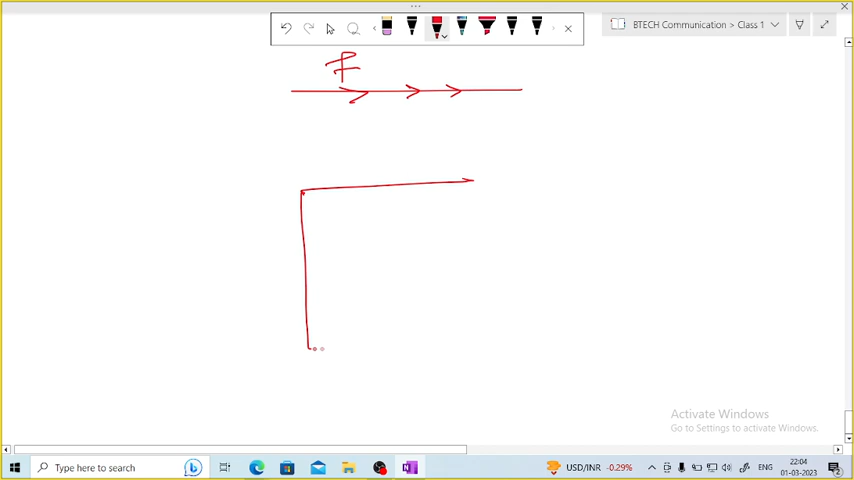 BTECH Communication > Class 1
F
Activate Windows
Go to Settings to activate Windows.
Type here to search
USD/INR -0.29%
ENG
22:04
01-03-2023
2